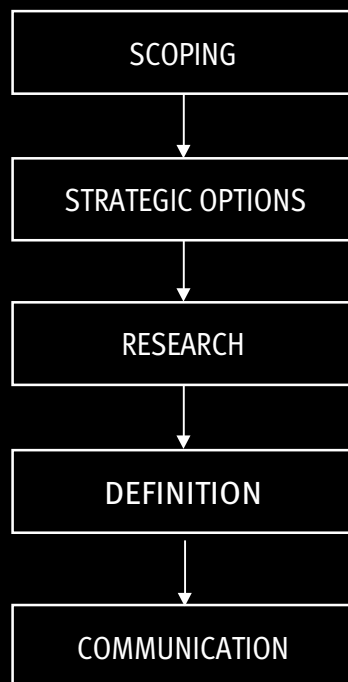 SCOPING
STRATEGIC OPTIONS
RESEARCH
DEFINITION
COMMUNICATION